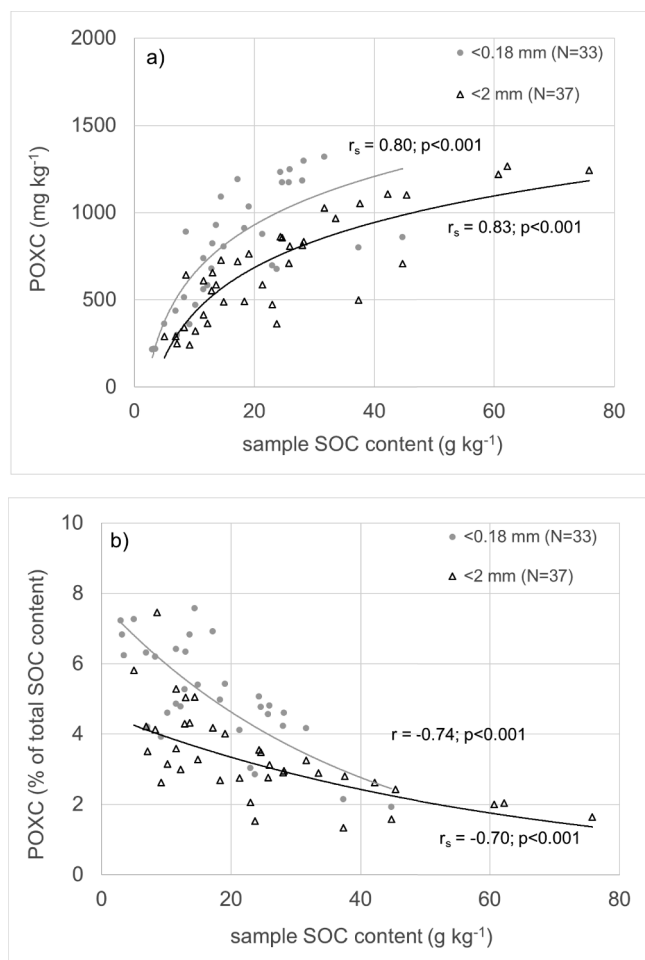 a)
<0.18 mm (N=33)
<2 mm (N=37)
rₛ = 0.80; p<0.001
rₛ = 0.83; p<0.001
POXC (mg kg⁻¹)
2000
1500
1000
500
0
0 20 40 60 80
sample SOC content (g kg⁻¹)
b)
<0.18 mm (N=33)
<2 mm (N=37)
r = -0.74; p<0.001
rₛ = -0.70; p<0.001
POXC (% of total SOC content)
10
8
6
4
2
0
0 20 40 60 80
sample SOC content (g kg⁻¹)